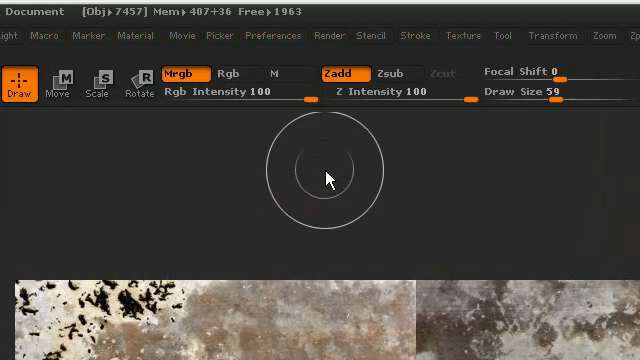 Document [Obj▸7457] Mem▸407+36 Free▸1963
Light Macro Marker Material Movie Picker Preferences Render Stencil Stroke Texture Tool Transform Zoom
Mrgb Rgb M Zadd Zsub Zcut Focal Shift 0
Draw Move Scale Rotate Rgb Intensity 100 Z Intensity 100 Draw Size 59
M S R